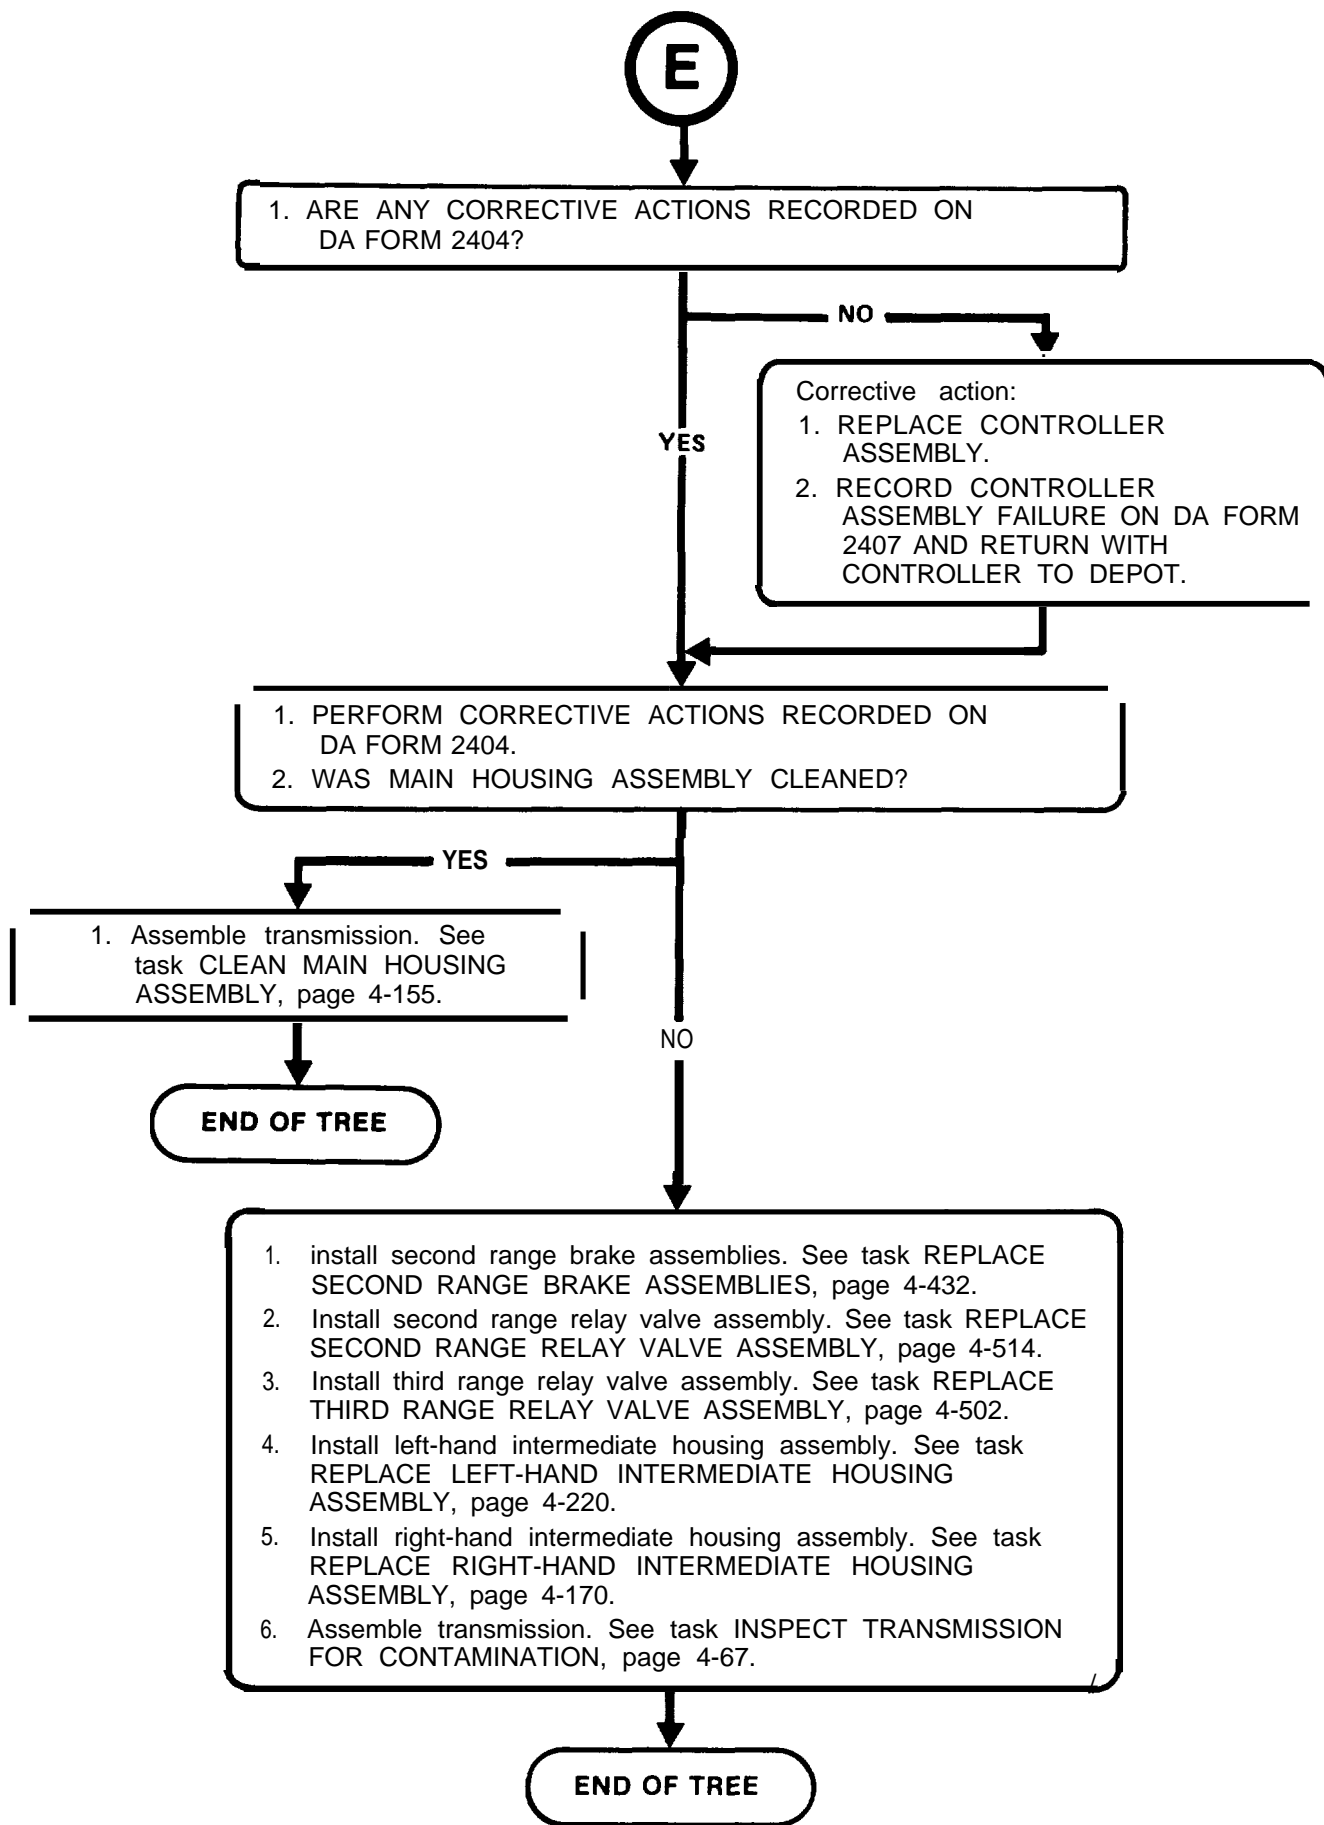 E
1. ARE ANY CORRECTIVE ACTIONS RECORDED ON
DA FORM 2404?
NO
YES
Corrective action:
1. REPLACE CONTROLLER
ASSEMBLY.
2. RECORD CONTROLLER
ASSEMBLY FAILURE ON DA FORM
2407 AND RETURN WITH
CONTROLLER TO DEPOT.
1. PERFORM CORRECTIVE ACTIONS RECORDED ON
DA FORM 2404.
2. WAS MAIN HOUSING ASSEMBLY CLEANED?
YES
1. Assemble transmission. See
task CLEAN MAIN HOUSING
ASSEMBLY, page 4-155.
NO
END OF TREE
1. install second range brake assemblies. See task REPLACE
SECOND RANGE BRAKE ASSEMBLIES, page 4-432.
2. Install second range relay valve assembly. See task REPLACE
SECOND RANGE RELAY VALVE ASSEMBLY, page 4-514.
3. Install third range relay valve assembly. See task REPLACE
THIRD RANGE RELAY VALVE ASSEMBLY, page 4-502.
4. Install left-hand intermediate housing assembly. See task
REPLACE LEFT-HAND INTERMEDIATE HOUSING
ASSEMBLY, page 4-220.
5. Install right-hand intermediate housing assembly. See task
REPLACE RIGHT-HAND INTERMEDIATE HOUSING
ASSEMBLY, page 4-170.
6. Assemble transmission. See task INSPECT TRANSMISSION
FOR CONTAMINATION, page 4-67.
END OF TREE